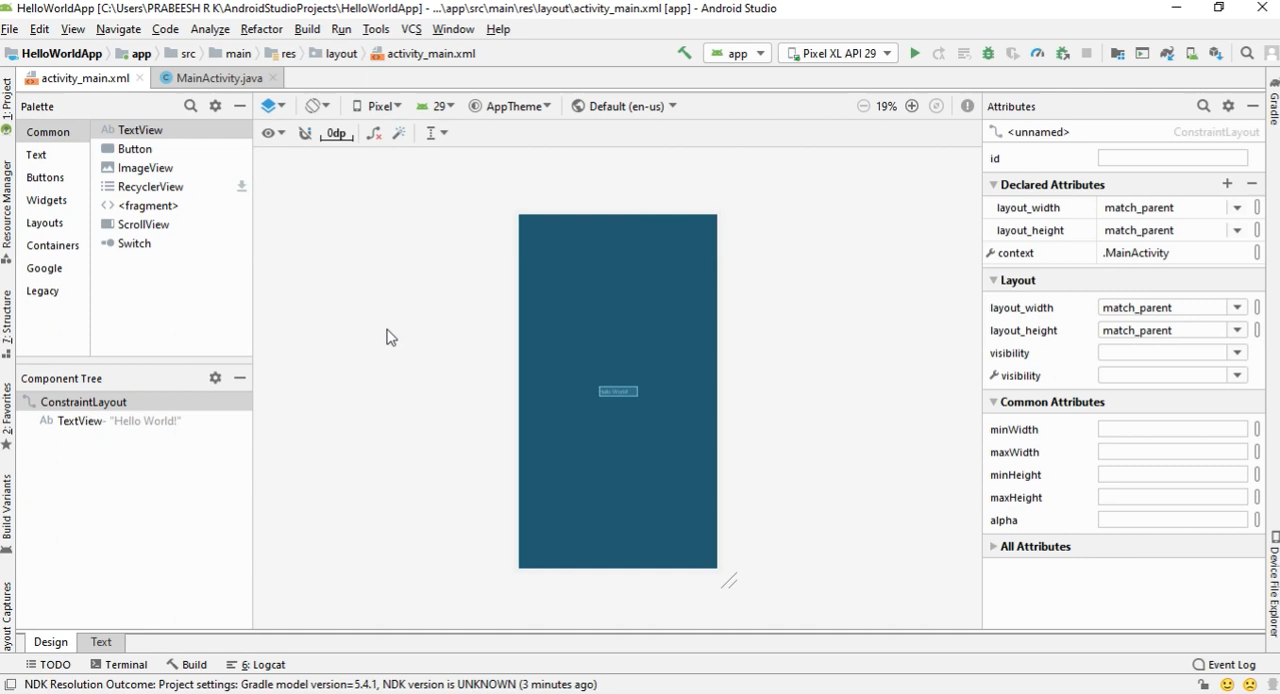 HelloWorldApp [C:\Users\PRABEESH R K\AndroidStudioProjects\HelloWorldApp] - ...\app\src\main\res\layout\activity_main.xml [app] - Android Studio
File Edit View Navigate Code Analyze Refactor Build Run Tools VCS Window Help
HelloWorldApp app src main res layout activity_main.xml app Pixel XL API 29
activity_main.xml MainActivity.java
1: Project
Resource Manager
Z: Structure
2: Favorites
Build Variants
ayout Captures
Palette
Common
Text
Buttons
Widgets
Layouts
Containers
Google
Legacy
Ab TextView
Button
ImageView
RecyclerView
<fragment>
ScrollView
Switch
Component Tree
ConstraintLayout
Ab TextView- "Hello World!"
Pixel 29 AppTheme Default (en-us) 19%
0dp
Hello World!
Attributes
<unnamed> ConstraintLayout
id
Declared Attributes
layout_width match_parent
layout_height match_parent
context .MainActivity
Layout
layout_width match_parent
layout_height match_parent
visibility
visibility
Common Attributes
minWidth
maxWidth
minHeight
maxHeight
alpha
All Attributes
Gradle
Device File Explorer
Design Text
TODO Terminal Build 6: Logcat Event Log
NDK Resolution Outcome: Project settings: Gradle model version=5.4.1, NDK version is UNKNOWN (3 minutes ago)